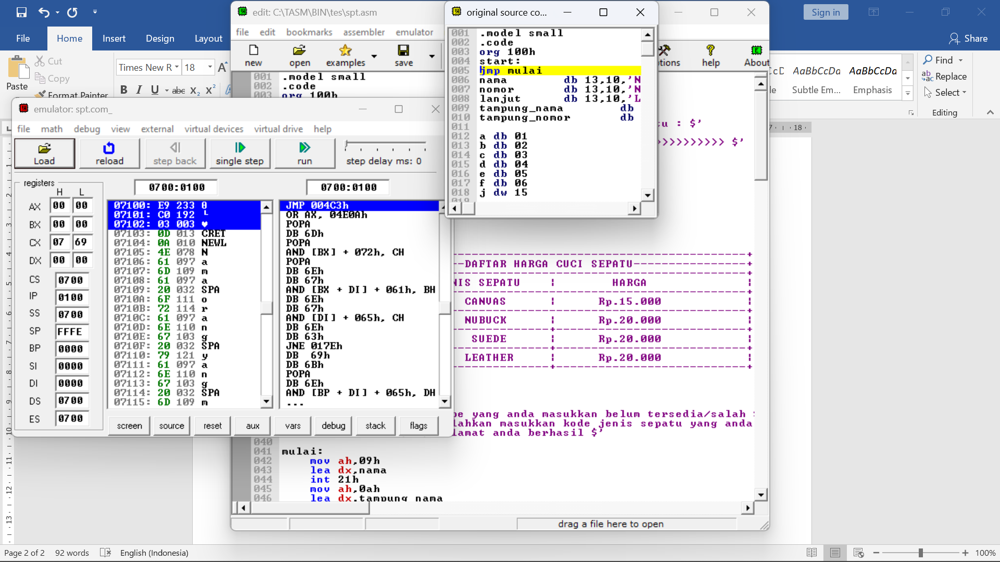 File
Home
Insert
Design
Layout
Sign in
Share
Cut
Copy
Format Painter
Paste
Times New R
18
B I U abc X₂ X²
AaBbCcDd
AaBbCcDd
Subtle Em...
Emphasis
Find
Replace
Select
Editing
edit: C:\TASM\BIN\tes\spt.asm
file edit bookmarks assembler emulator
new open examples save help About
001 .model small
002 .code
003 org 100h
original source co...
001 .model small
002 .code
003 org 100h
004 start:
005 jmp mulai
006 nama db 13,10,'N
007 nomor db 13,10,'N
008 lanjut db 13,10,'L
009 tampung_nama db
010 tampung_nomor db
011
012 a db 01
013 b db 02
014 c db 03
015 d db 04
016 e db 05
017 f db 06
018 j dw 15
019
emulator: spt.com_
file math debug view external virtual devices virtual drive help
Load reload step back single step run step delay ms: 0
registers
H L
AX 00 00
BX 00 00
CX 07 69
DX 00 00
CS 0700
IP 0100
SS 0700
SP FFFE
BP 0000
SI 0000
DI 0000
DS 0700
ES 0700
0700:0100
07100: E9 233 θ
07101: C0 192 └
07102: 03 003 ♥
07103: 0D 013 CRET
07104: 0A 010 NEWL
07105: 4E 078 N
07106: 61 097 a
07107: 6D 109 m
07108: 61 097 a
07109: 20 032 SPA
0710A: 6F 111 o
0710B: 72 114 r
0710C: 61 097 a
0710D: 6E 110 n
0710E: 67 103 g
0710F: 20 032 SPA
07110: 79 121 y
07111: 61 097 a
07112: 6E 110 n
07113: 67 103 g
07114: 20 032 SPA
07115: 6D 109 m
0700:0100
JMP 004C3h
OR AX, 04E0Ah
POPA
DB 6Dh
POPA
AND [BX] + 072h, CH
POPA
DB 6Eh
DB 67h
AND [BX + DI] + 061h, BH
DB 6Eh
DB 67h
AND [DI] + 065h, CH
DB 6Eh
DB 63h
JNE 017Eh
DB 69h
DB 6Bh
POPA
DB 6Eh
AND [BP + DI] + 065h, DH
...
screen source reset aux vars debug stack flags
: $'
>>>>>>>>>> $'
--DAFTAR HARGA CUCI SEPATU----------------+
SEPATU ¦ HARGA ¦
CANVAS ¦ Rp.15.000 ¦
NUBUCK ¦ Rp.20.000 ¦
SUEDE ¦ Rp.20.000 ¦
LEATHER ¦ Rp.20.000 ¦
yang anda masukkan belum tersedia/salah
masukkan kode jenis sepatu yang anda
anda berhasil $'
040
041 mulai:
042 mov ah,09h
043 lea dx,nama
044 int 21h
045 mov ah,0ah
046 lea dx,tampung_nama
drag a file here to open
Page 2 of 2
92 words
English (Indonesia)
100%